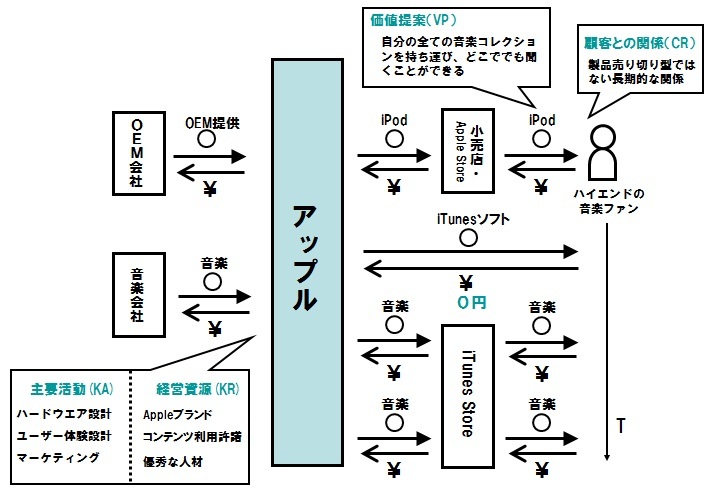 価値提案(VP)
自分の全ての音楽コレクション
を持ち運び、どこででも聞
くことができる
顧客との関係(CR)
製品売り切り型では
ない長期的な関係
OEM会社
OEM提供
¥
アップル
iPod
¥
小売店・
Apple Store
iPod
¥
ハイエンドの
音楽ファン
iTunesソフト
¥
0円
音楽会社
音楽
¥
音楽
¥
iTunes Store
音楽
¥
音楽
¥
音楽
¥
T
主要活動(KA)
ハードウエア設計
ユーザー体験設計
マーケティング
経営資源(KR)
Appleブランド
コンテンツ利用許諾
優秀な人材